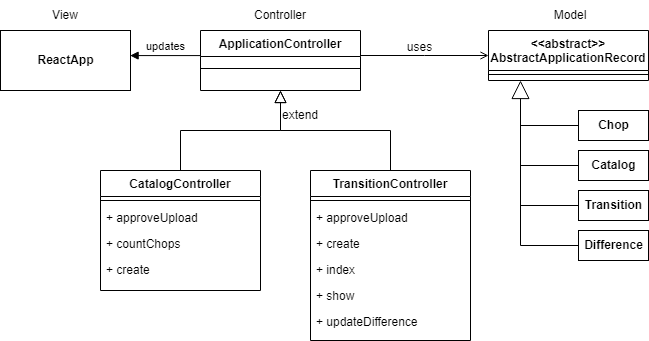 View
Controller
Model
ReactApp
updates
ApplicationController
uses
<<abstract>>
AbstractApplicationRecord
extend
Chop
Catalog
Transition
Difference
CatalogController
+ approveUpload
+ countChops
+ create
TransitionController
+ approveUpload
+ create
+ index
+ show
+ updateDifference